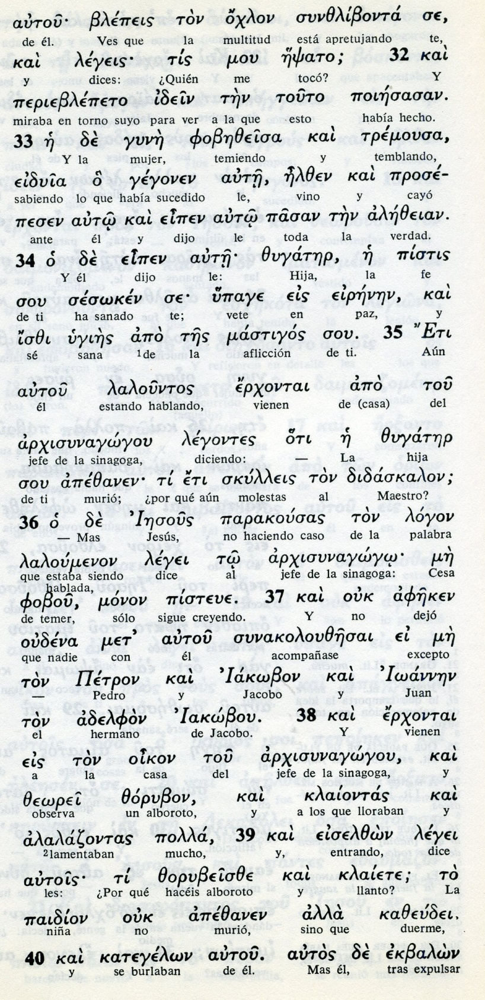 αὐτοῦ· βλέπεις τὸν ὄχλον συνθλίβοντά σε,
de él. Ves que la multitud está apretujando te,
καὶ λέγεις· τίς μου ἥψατο; 32 καὶ
y dices: ¿Quién me tocó? Y
περιεβλέπετο ἰδεῖν τὴν τοῦτο ποιήσασαν.
miraba en torno suyo para ver a la que esto había hecho.
33 ἡ δὲ γυνὴ φοβηθεῖσα καὶ τρέμουσα,
Y la mujer, temiendo y temblando,
εἰδυῖα ὃ γέγονεν αὐτῇ, ἦλθεν καὶ προσέ-
sabiendo lo que había sucedido le, vino y cayó
πεσεν αὐτῷ καὶ εἶπεν αὐτῷ πᾶσαν τὴν ἀλήθειαν.
ante él y dijo le toda la verdad.
34 ὁ δὲ εἶπεν αὐτῇ· θυγάτηρ, ἡ πίστις
Y él dijo le: Hija, la fe
σου σέσωκέν σε· ὕπαγε εἰς εἰρήνην, καὶ
de ti ha sanado te; vete en paz, y
ἴσθι ὑγιὴς ἀπὸ τῆς μάστιγός σου. 35 Ἔτι
sé sana 1de la aflicción de ti. Aún
αὐτοῦ λαλοῦντος ἔρχονται ἀπὸ τοῦ
él estando hablando, vienen de (casa) del
ἀρχισυναγώγου λέγοντες ὅτι ἡ θυγάτηρ
jefe de la sinagoga, diciendo: — La hija
σου ἀπέθανεν· τί ἔτι σκύλλεις τὸν διδάσκαλον;
de ti murió; ¿por qué aún molestas al Maestro?
36 ὁ δὲ Ἰησοῦς παρακούσας τὸν λόγον
— Mas Jesús, no haciendo caso de la palabra
λαλούμενον λέγει τῷ ἀρχισυναγώγῳ· μὴ
que estaba siendo hablada, dice al jefe de la sinagoga: Cesa
φοβοῦ, μόνον πίστευε. 37 καὶ οὐκ ἀφῆκεν
de temer, sólo sigue creyendo. Y no dejó
οὐδένα μετ' αὐτοῦ συνακολουθῆσαι εἰ μὴ
que nadie con él acompañase excepto
τὸν Πέτρον καὶ Ἰάκωβον καὶ Ἰωάννην
— Pedro y Jacobo y Juan
τὸν ἀδελφὸν Ἰακώβου. 38 καὶ ἔρχονται
el hermano de Jacobo. Y vienen
εἰς τὸν οἶκον τοῦ ἀρχισυναγώγου, καὶ
a la casa del jefe de la sinagoga, y
θεωρεῖ θόρυβον, καὶ κλαίοντάς καὶ
observa un alboroto, y a los que lloraban y
ἀλαλάζοντας πολλά, 39 καὶ εἰσελθὼν λέγει
2lamentaban mucho, y, entrando, dice
αὐτοῖς· τί θορυβεῖσθε καὶ κλαίετε; τὸ
les: ¿Por qué hacéis alboroto y llanto? La
παιδίον οὐκ ἀπέθανεν ἀλλὰ καθεύδει.
niña no murió, sino que duerme,
40 καὶ κατεγέλων αὐτοῦ. αὐτὸς δὲ ἐκβαλὼν
y se burlaban de él. Mas él, tras expulsar